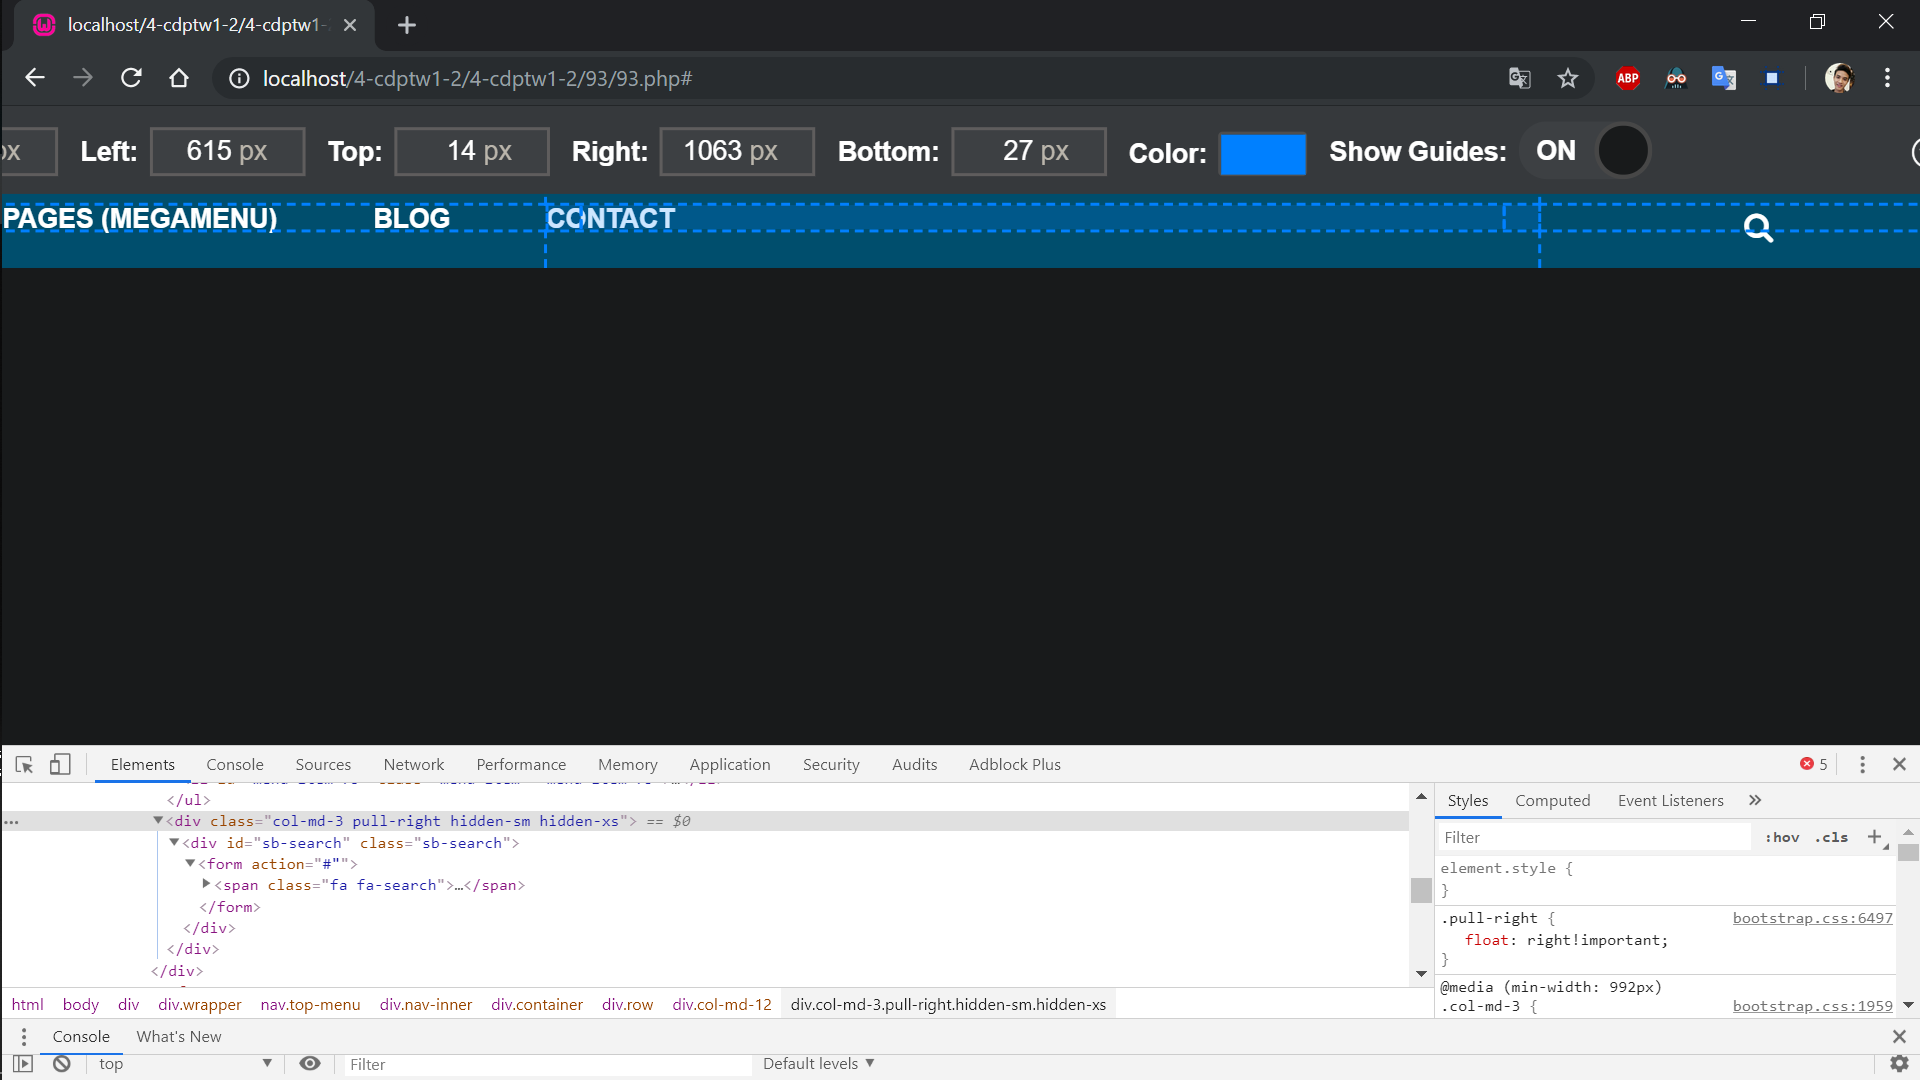 localhost/4-cdptw1-2/4-cdptw1-
localhost/4-cdptw1-2/4-cdptw1-2/93/93.php#
ABP
px Left: 615 px Top: 14 px Right: 1063 px Bottom: 27 px Color: Show Guides: ON
PAGES (MEGAMENU) BLOG CONTACT
Elements Console Sources Network Performance Memory Application Security Audits Adblock Plus 5
</ul>
<div class="col-md-3 pull-right hidden-sm hidden-xs"> == $0
<div id="sb-search" class="sb-search">
<form action="#"">
<span class="fa fa-search">…</span>
</form>
</div>
</div>
</div>
Styles Computed Event Listeners »
Filter :hov .cls +
element.style {
}
.pull-right { bootstrap.css:6497
float: right!important;
}
@media (min-width: 992px)
.col-md-3 { bootstrap.css:1959
html body div div.wrapper nav.top-menu div.nav-inner div.container div.row div.col-md-12 div.col-md-3.pull-right.hidden-sm.hidden-xs
Console What's New
top Filter Default levels ▼